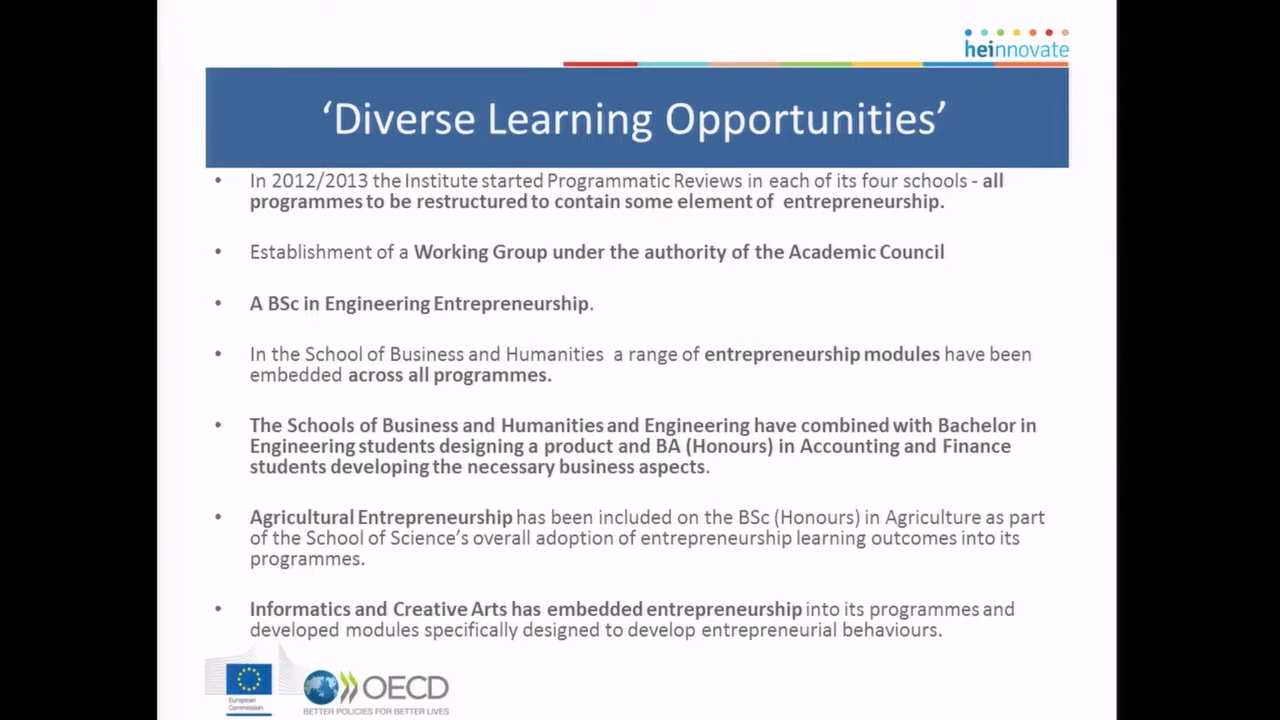 heinnovate
‘Diverse Learning Opportunities’
• In 2012/2013 the Institute started Programmatic Reviews in each of its four schools - all
programmes to be restructured to contain some element of entrepreneurship.
• Establishment of a Working Group under the authority of the Academic Council
• A BSc in Engineering Entrepreneurship.
• In the School of Business and Humanities a range of entrepreneurship modules have been
embedded across all programmes.
• The Schools of Business and Humanities and Engineering have combined with Bachelor in
Engineering students designing a product and BA (Honours) in Accounting and Finance
students developing the necessary business aspects.
• Agricultural Entrepreneurship has been included on the BSc (Honours) in Agriculture as part
of the School of Science’s overall adoption of entrepreneurship learning outcomes into its
programmes.
• Informatics and Creative Arts has embedded entrepreneurship into its programmes and
developed modules specifically designed to develop entrepreneurial behaviours.
European
Commission
OECD
BETTER POLICIES FOR BETTER LIVES